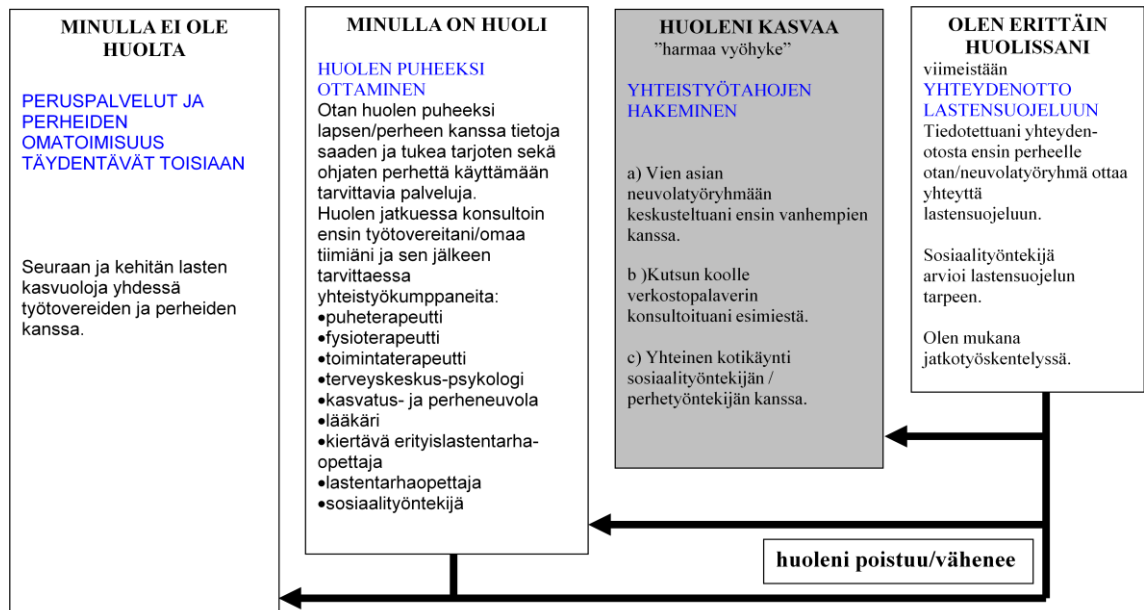 MINULLA EI OLE
HUOLTA
PERUSPALVELUT JA
PERHEIDEN
OMATOIMISUUS
TÄYDENTÄVÄT TOISIAAN
Seuraan ja kehitän lasten
kasvuoloja yhdessä
työtovereiden ja perheiden
kanssa.
MINULLA ON HUOLI
HUOLEN PUHEEKSI
OTTAMINEN
Otan huolen puheeksi
lapsen/perheen kanssa tietoja
saaden ja tukea tarjoten sekä
ohjaten perhettä käyttämään
tarvittavia palveluja.
Huolen jatkuessa konsultoin
ensin työtovereitani/omaa
tiimiäni ja sen jälkeen
tarvittaessa
yhteistyökumppaneita:
•puheterapeutti
•fysioterapeutti
•toimintaterapeutti
•terveyskeskus-psykologi
•kasvatus- ja perheneuvola
•lääkäri
•kiertävä erityislastentarha-
opettaja
•lastentarhaopettaja
•sosiaalityöntekijä
HUOLENI KASVAA
”harmaa vyöhyke”
YHTEISTYÖTAHOJEN
HAKEMINEN
a) Vien asian
neuvolatyöryhmään
keskusteltuani ensin vanhempien
kanssa.
b )Kutsun koolle
verkostopalaverin
konsultoituani esimiestä.
c) Yhteinen kotikäynti
sosiaalityöntekijän /
perhetyöntekijän kanssa.
OLEN ERITTÄIN
HUOLISSANI
viimeistään
YHTEYDENOTTO
LASTENSUOJELUUN
Tiedotettuani yhteyden-
otosta ensin perheelle
otan/neuvolatyöryhmä ottaa
yhteyttä
lastensuojeluun.
Sosiaalityöntekijä
arvioi lastensuojelun
tarpeen.
Olen mukana
jatkotyöskentelyssä.
huoleni poistuu/vähenee